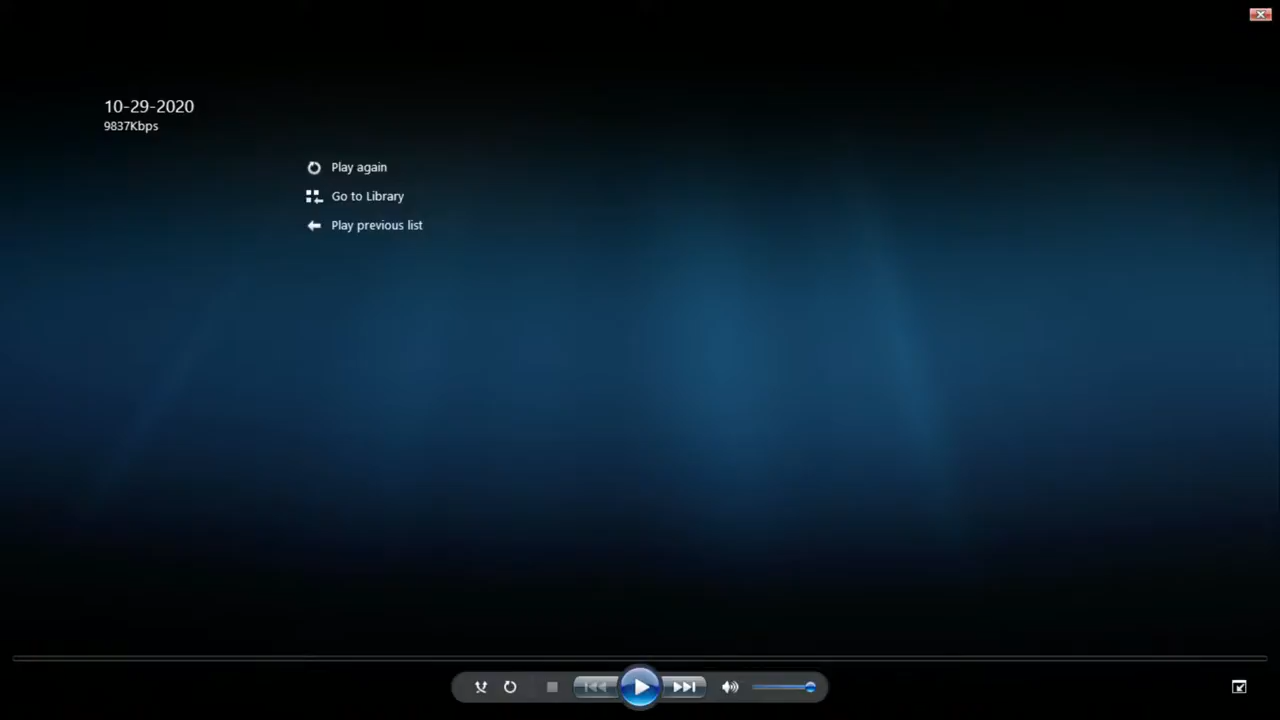 10-29-2020
9837Kbps
Play again
Go to Library
Play previous list